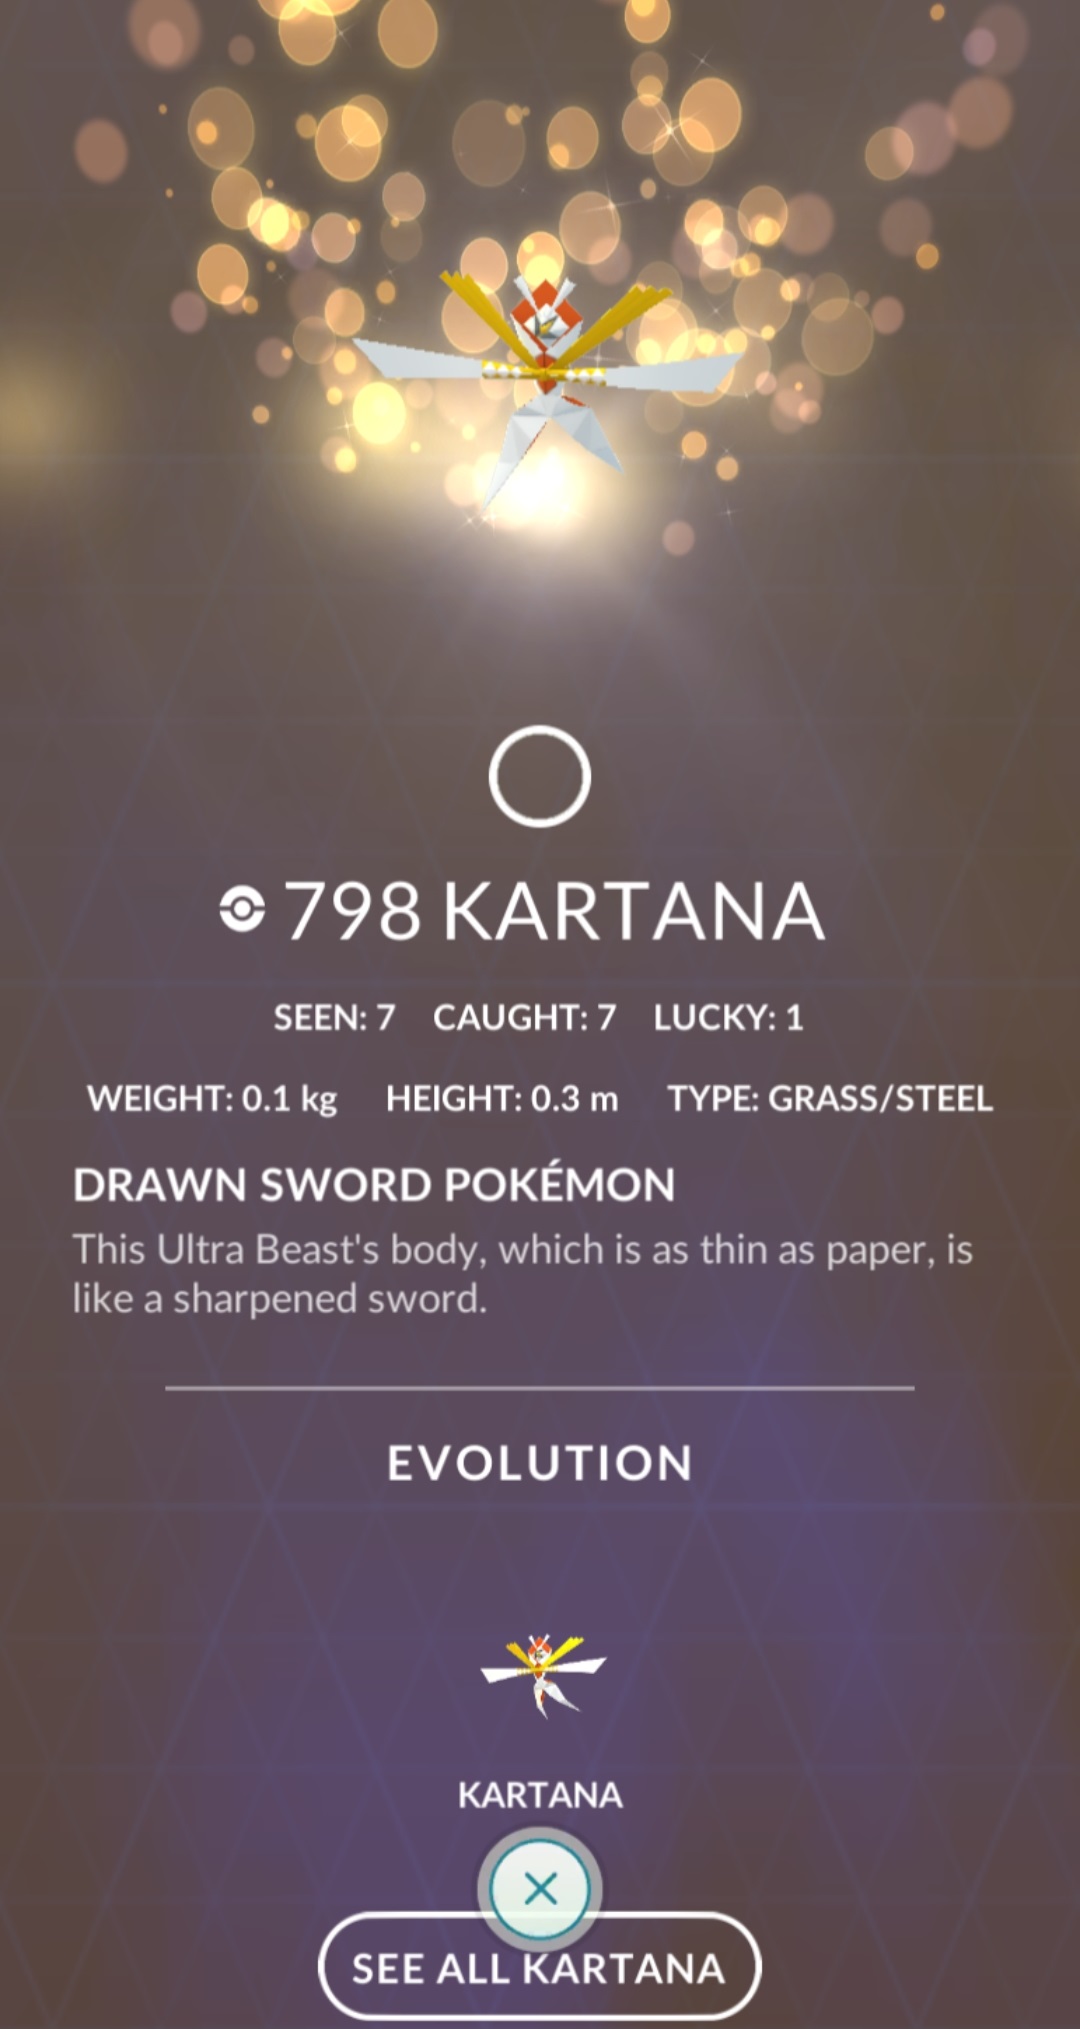 798 KARTANA
SEEN: 7 CAUGHT: 7 LUCKY: 1
WEIGHT: 0.1 kg HEIGHT: 0.3 m TYPE: GRASS/STEEL
DRAWN SWORD POKÉMON
This Ultra Beast's body, which is as thin as paper, is
like a sharpened sword.
EVOLUTION
KARTANA
SEE ALL KARTANA